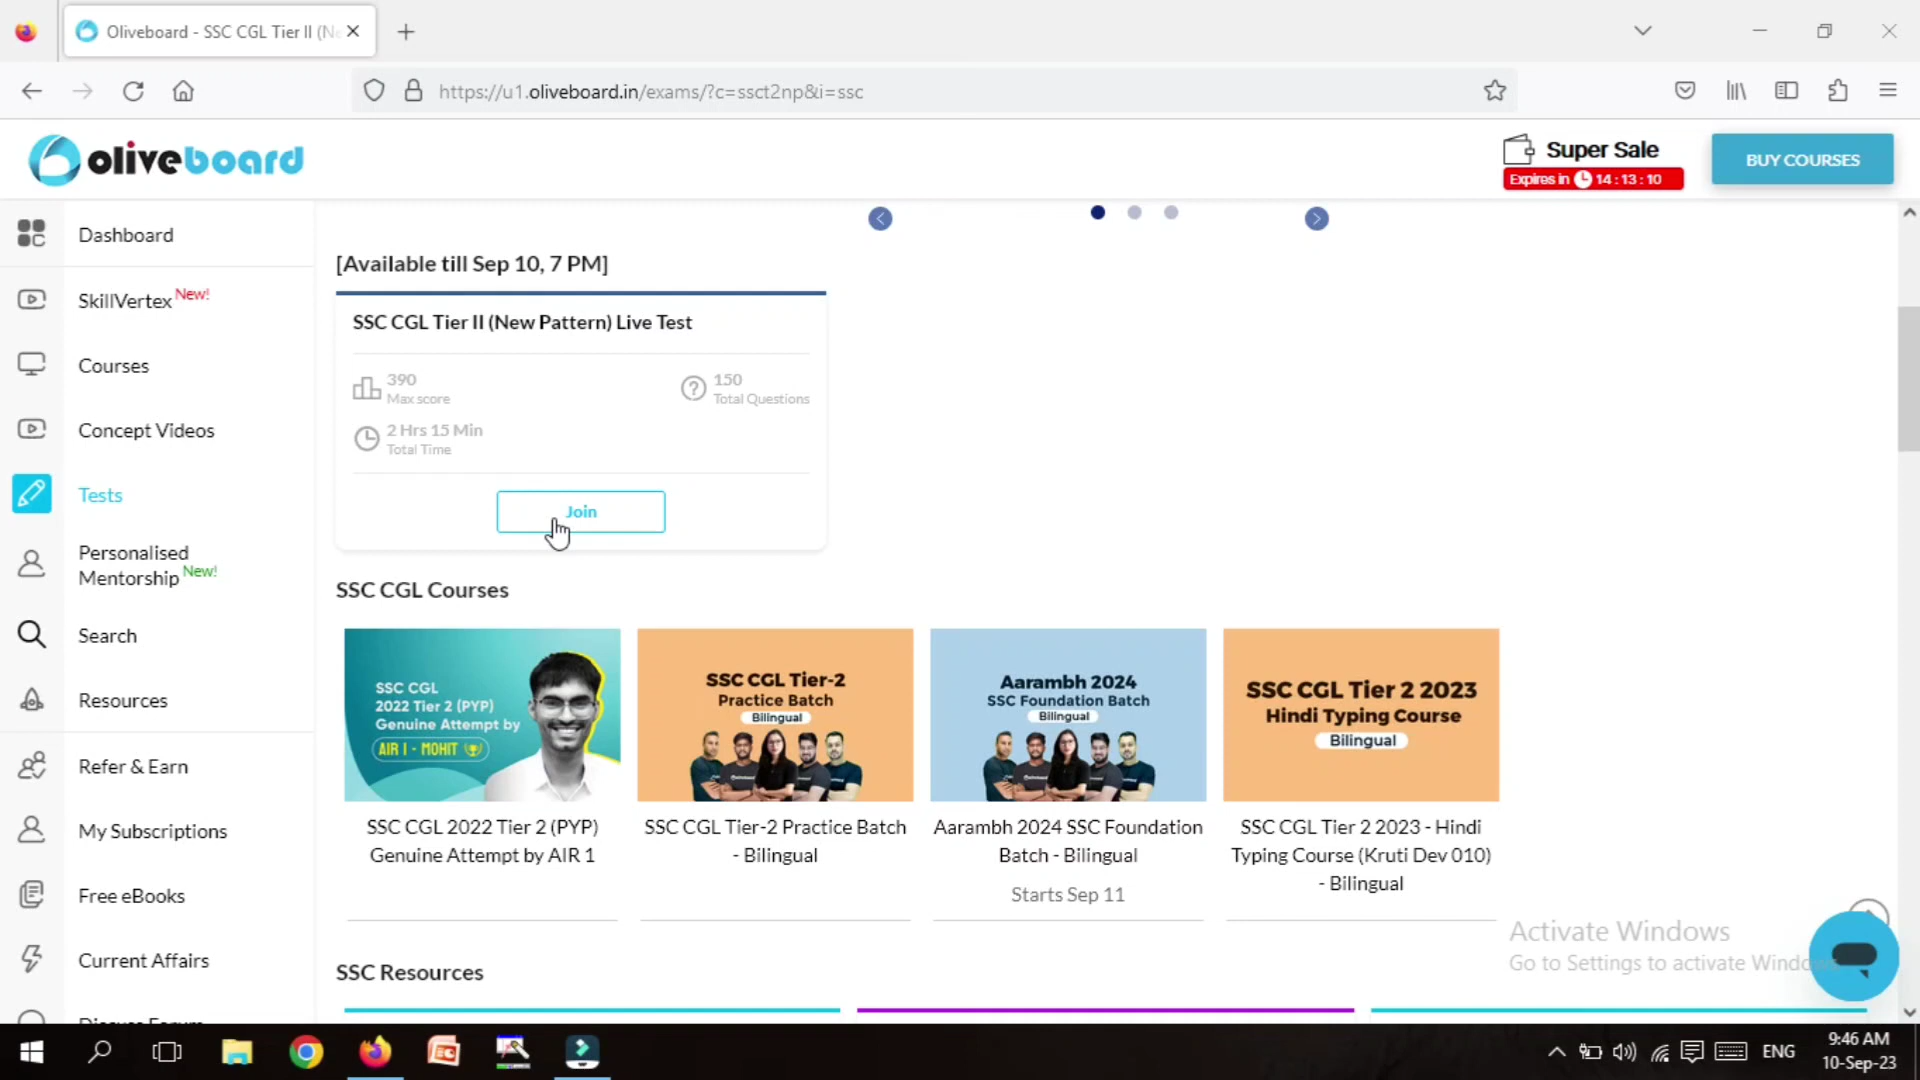 Oliveboard - SSC CGL Tier II (Ne
https://u1.oliveboard.in/exams/?c=ssct2np&i=ssc
oliveboard
Super Sale
Expires in 14 : 13 : 10
BUY COURSES
Dashboard
SkillVertex New!
Courses
Concept Videos
Tests
Personalised
Mentorship New!
Search
Resources
Refer & Earn
My Subscriptions
Free eBooks
Current Affairs
Discuss Forum
[Available till Sep 10, 7 PM]
SSC CGL Tier II (New Pattern) Live Test
390
Max score
150
Total Questions
2 Hrs 15 Min
Total Time
Join
SSC CGL Courses
SSC CGL
2022 Tier 2 (PYP)
Genuine Attempt by
AIR 1 - MOHIT
SSC CGL 2022 Tier 2 (PYP)
Genuine Attempt by AIR 1
SSC CGL Tier-2
Practice Batch
Bilingual
SSC CGL Tier-2 Practice Batch
- Bilingual
Aarambh 2024
SSC Foundation Batch
Bilingual
Aarambh 2024 SSC Foundation
Batch - Bilingual
Starts Sep 11
SSC CGL Tier 2 2023
Hindi Typing Course
Bilingual
SSC CGL Tier 2 2023 - Hindi
Typing Course (Kruti Dev 010)
- Bilingual
SSC Resources
Activate Windows
Go to Settings to activate Windows
ENG
9:46 AM
10-Sep-23